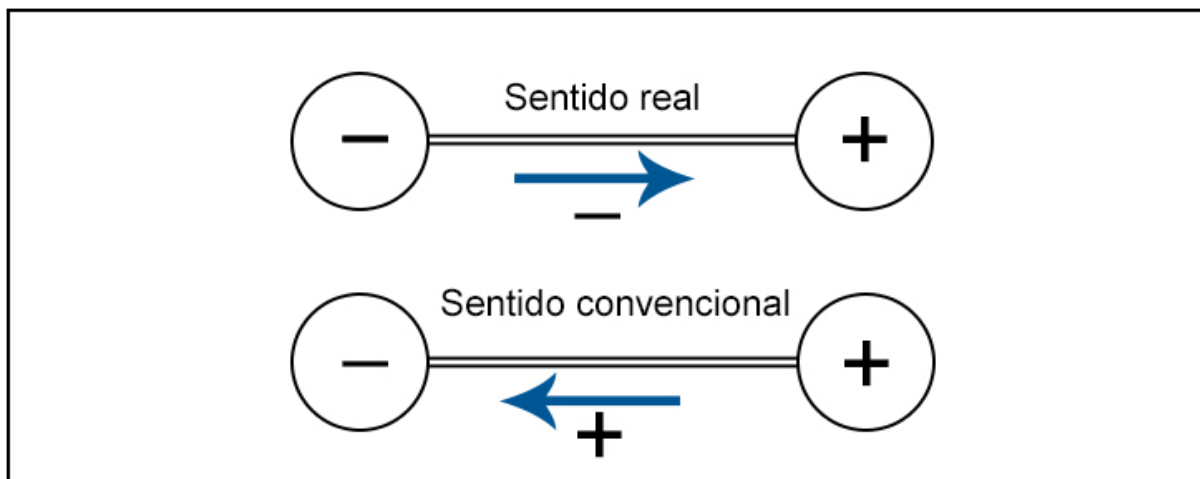 Sentido real
− +
−
Sentido convencional
− +
+